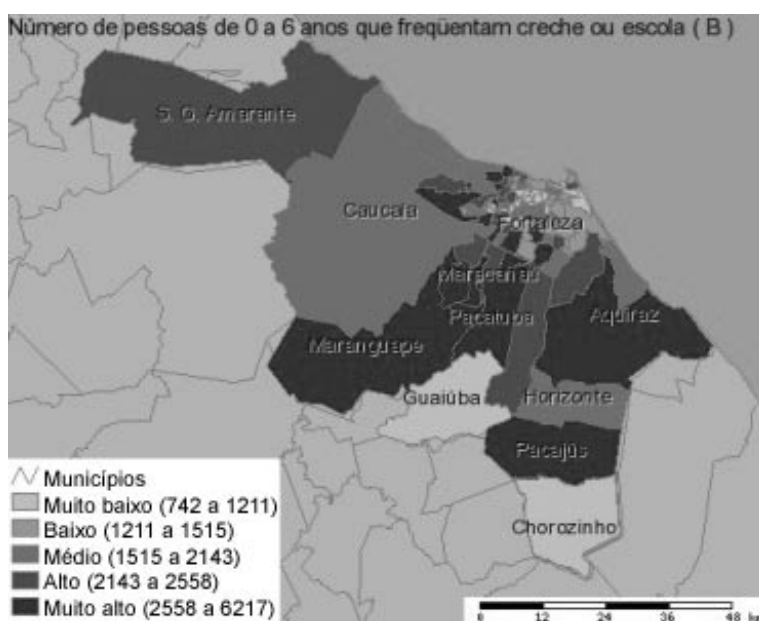 Número de pessoas de 0 a 6 anos que freqüentam creche ou escola ( B )
S. G. Amarante
Caucaia
Fortaleza
Maracanaú
Pacatuba
Aquiraz
Maranguape
Guaiúba
Horizonte
Pacajús
Chorozinho
Municípios
Muito baixo (742 a 1211)
Baixo (1211 a 1515)
Médio (1515 a 2143)
Alto (2143 a 2558)
Muito alto (2558 a 6217)
0 12 24 36 48